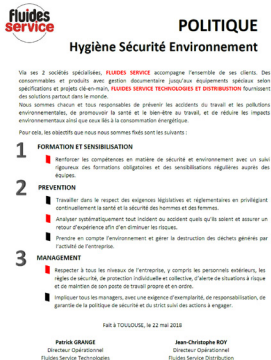 fluides
service
POLITIQUE
Hygiène Sécurité Environnement
Via ses 2 sociétés spécialisées, FLUIDES SERVICE accompagne l'ensemble de ses clients. Des
consommables et produits avec gestion documentaire jusqu'aux équipements spéciaux selon
spécifications et projets clé-en-main, FLUIDES SERVICE TECHNOLOGIES ET DISTRIBUSTION fournissent
des solutions partout dans le monde.
Nous sommes chacun et tous responsables de prévenir les accidents du travail et les pollutions
environnementales, de promouvoir la santé et le bien-être au travail, et de réduire les impacts
environnementaux ainsi que ceux liés à la consommation énergétique.
Pour cela, les objectifs que nous nous sommes fixés sont les suivants :
1 FORMATION ET SENSIBILISATION
Renforcer les compétences en matière de sécurité et environnement avec un suivi
rigoureux des formations obligatoires et des sensibilisations régulières auprès des
équipes.
2 PREVENTION
Travailler dans le respect des exigences législatives et réglementaires en privilégiant
continuellement la santé et la sécurité des hommes et des femmes.
Analyser systématiquement tout incident ou accident quels qu'ils soient et assurer un
retour d'expérience afin d'en diminuer les risques.
Prendre en compte l'environnement et gérer la destruction des déchets générés par
l'activité de l'entreprise.
3 MANAGEMENT
Respecter à tous les niveaux de l'entreprise, y compris les personnels extérieurs, les
règles de sécurité, de protection individuelle et collective, d'alerte de situations à risque
et de maintien de son poste de travail propre et en ordre.
Impliquer tous les managers, avec une exigence d'exemplarité, de responsabilisation, de
garantie de la politique de sécurité et du strict suivi des actions à engager.
Fait à TOULOUSE, le 22 mai 2018
Patrick GRANGE
Directeur Opérationnel
Fluides Service Technologies
Jean-Christophe ROY
Directeur Opérationnel
Fluides Service Distribution